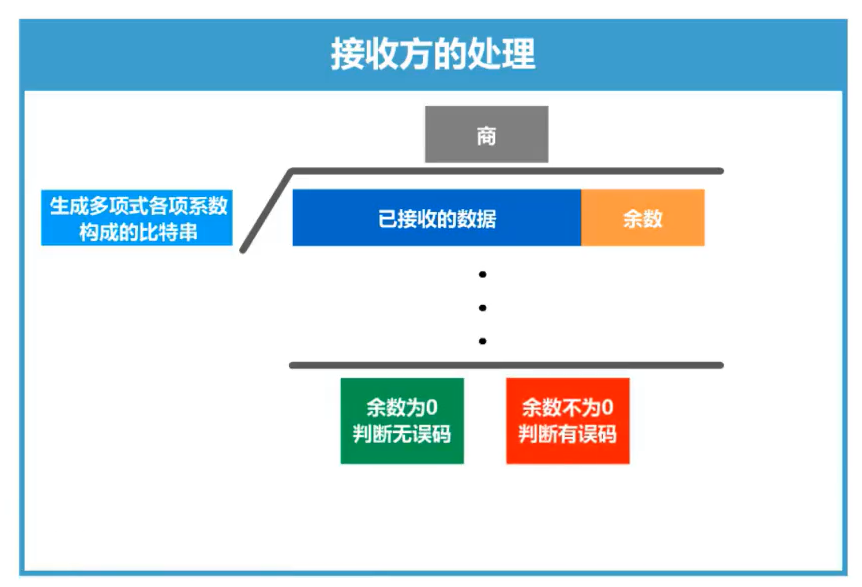 接收方的处理
商
生成多项式各项系数
构成的比特串
已接收的数据
余数
余数为0
判断无误码
余数不为0
判断有误码